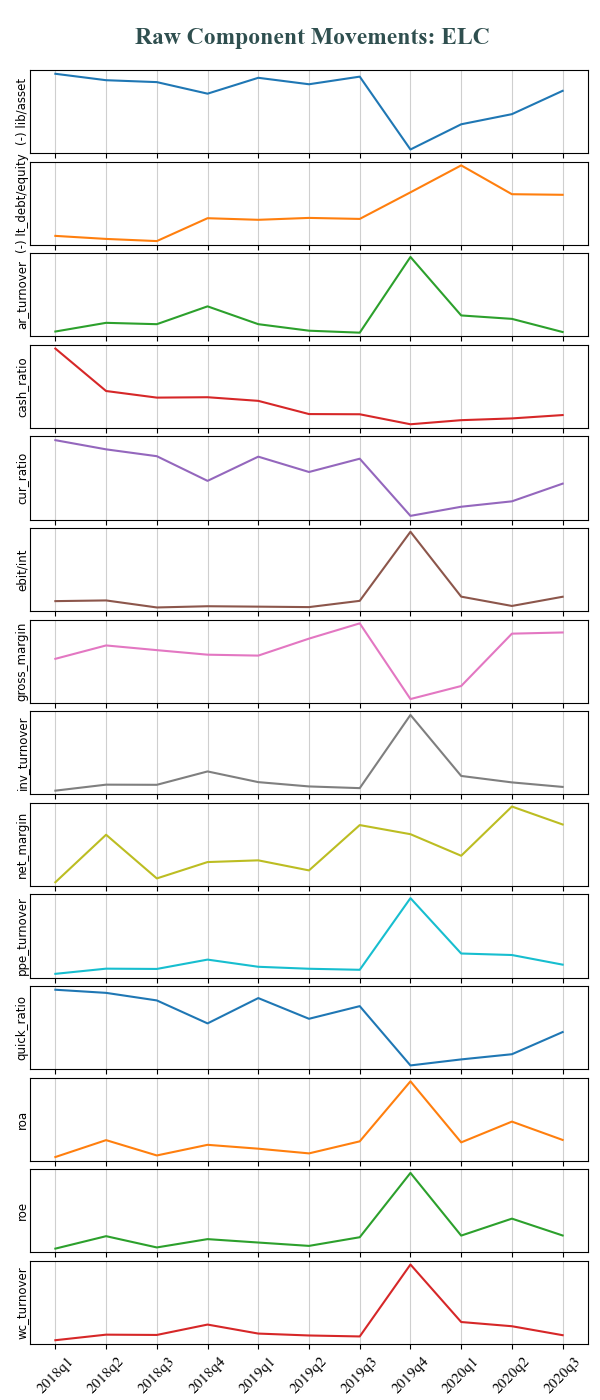 Raw Component Movements: ELC
(-) lib/asset
(-) lt_debt/equity
ar_turnover
cash_ratio
cur_ratio
ebit/int
gross_margin
inv_turnover
net_margin
ppe_turnover
quick_ratio
roa
roe
wc_turnover
2018q1 2018q2 2018q3 2018q4 2019q1 2019q2 2019q3 2019q4 2020q1 2020q2 2020q3